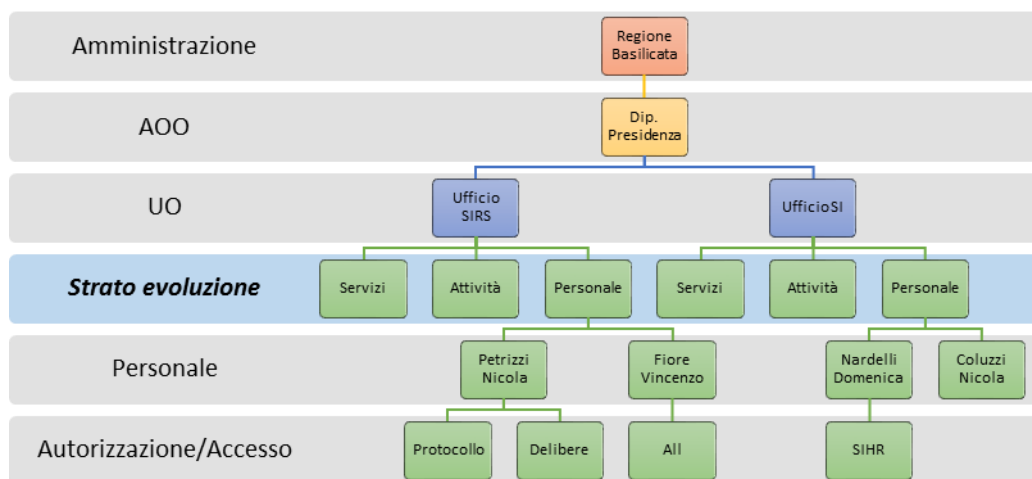 Amministrazione
Regione
Basilicata
AOO
Dip.
Presidenza
UO
Ufficio
SIRS
UfficioSI
Strato evoluzione
Servizi
Attività
Personale
Servizi
Attività
Personale
Personale
Petrizzi
Nicola
Fiore
Vincenzo
Nardelli
Domenica
Coluzzi
Nicola
Autorizzazione/Accesso
Protocollo
Delibere
All
SIHR